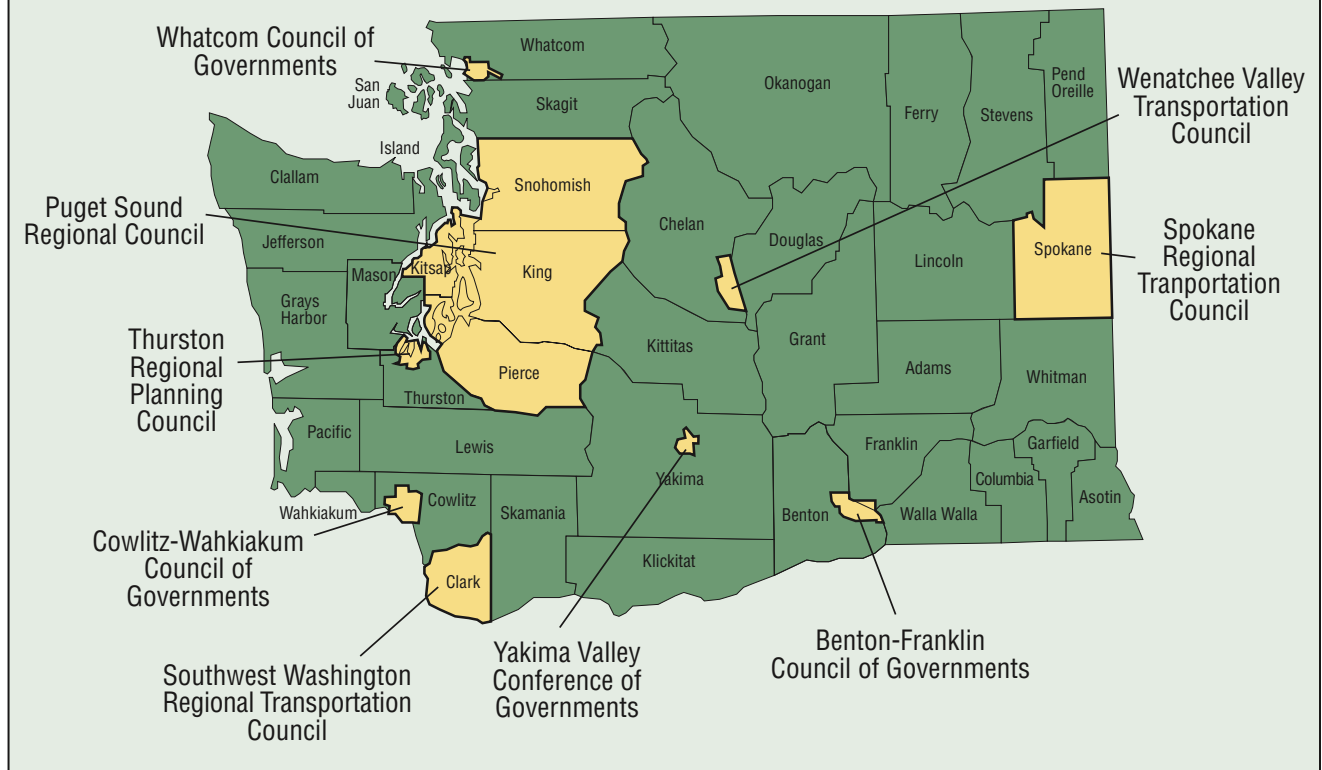 Whatcom Council of
Governments
Whatcom
San
Juan
Skagit
Okanogan
Ferry
Stevens
Pend
Oreille
Wenatchee Valley
Transportation
Council
Island
Clallam
Snohomish
Puget Sound
Regional Council
Jefferson
Chelan
Douglas
Spokane
Spokane
Regional
Tranportation
Council
Kitsap
King
Mason
Lincoln
Grays
Harbor
Thurston
Regional
Planning
Council
Kittitas
Grant
Pierce
Adams
Whitman
Thurston
Pacific
Lewis
Franklin
Garfield
Yakima
Columbia
Asotin
Wahkiakum
Cowlitz
Skamania
Benton
Walla Walla
Cowlitz-Wahkiakum
Council of
Governments
Clark
Klickitat
Southwest Washington
Regional Transportation
Council
Yakima Valley
Conference of
Governments
Benton-Franklin
Council of Governments